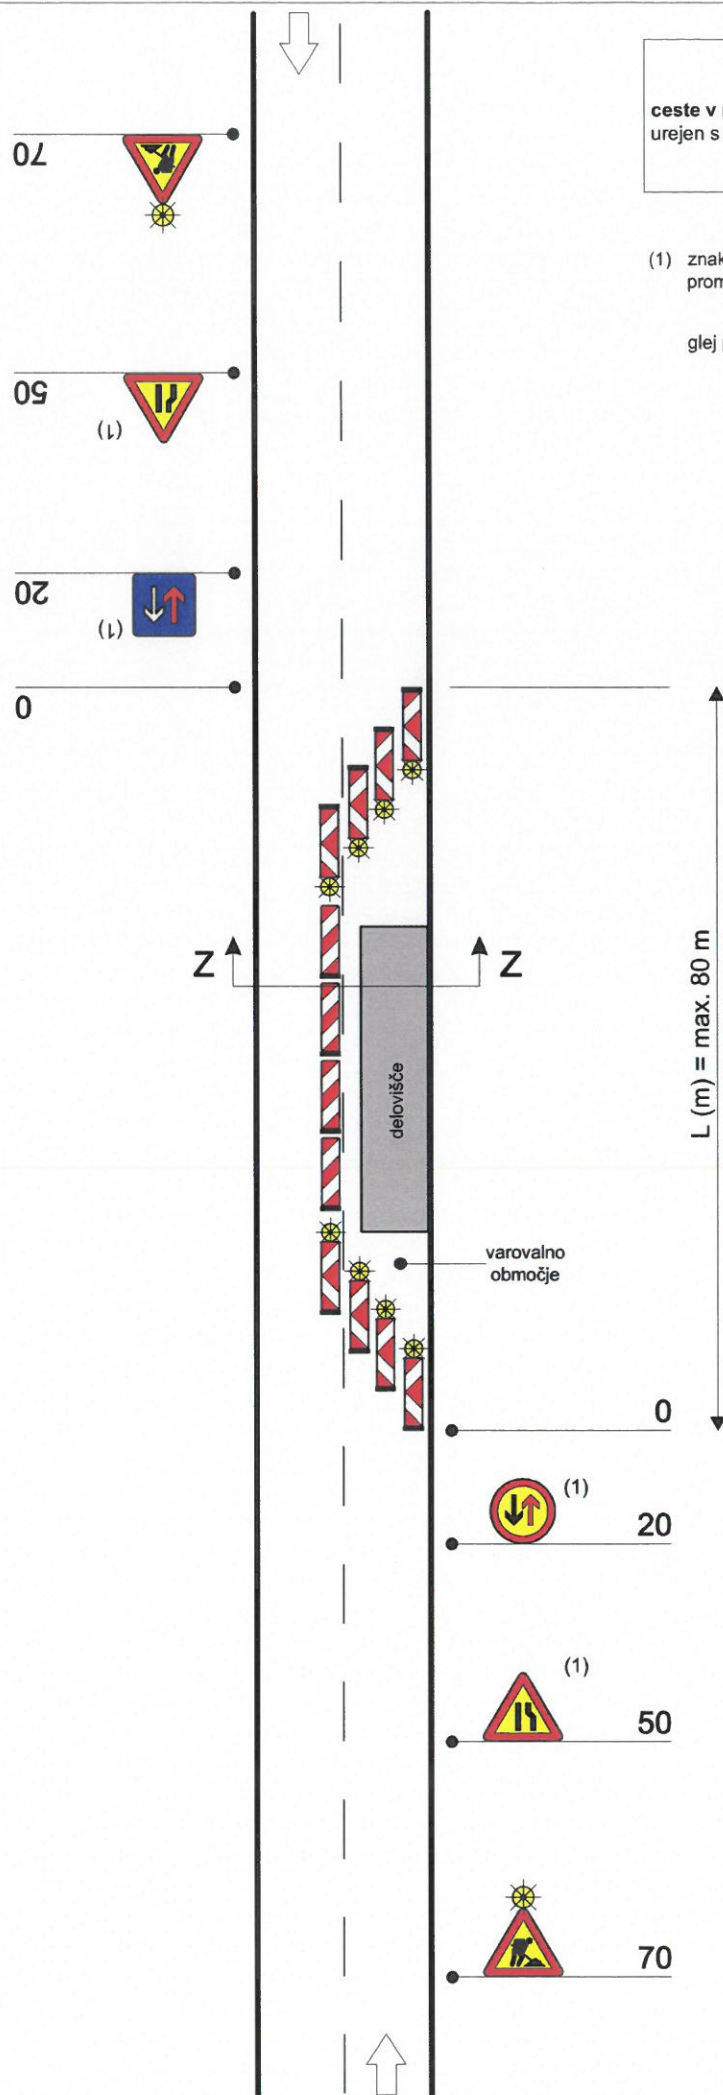 ceste v
urejen s
70
(1) znak
prom
glej
50
(1)
20
(1)
0
Z
Z
delovišče
L (m) = max. 80 m
varovalno
območje
0
(1)
20
(1)
50
70